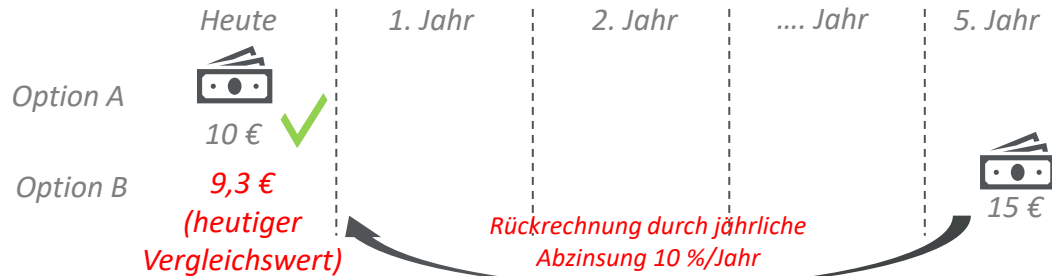 Heute 1. Jahr 2. Jahr .... Jahr 5. Jahr
Option A
10 €
Option B
9,3 €
(heutiger
Vergleichswert)
15 €
Rückrechnung durch jährliche
Abzinsung 10 %/Jahr